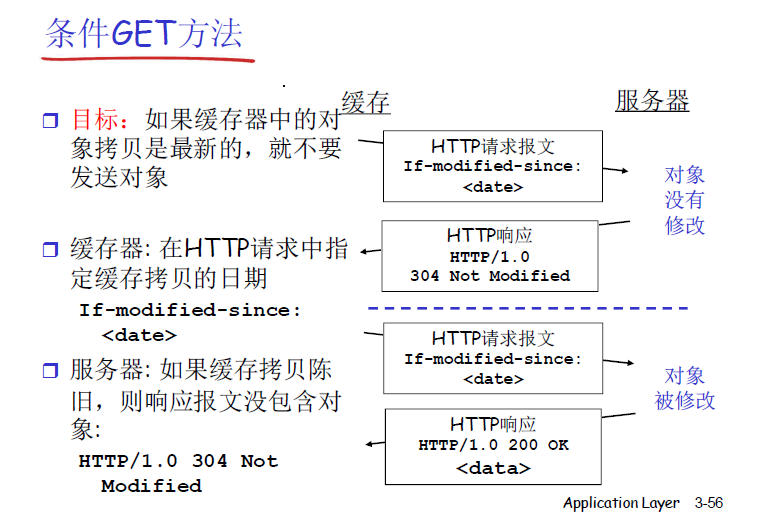 条件GET方法
目标：如果缓存器中的对
象拷贝是最新的，就不要
发送对象
缓存器: 在HTTP请求中指
定缓存拷贝的日期
If-modified-since:
<date>
服务器: 如果缓存拷贝陈
旧，则响应报文没包含对
象:
HTTP/1.0 304 Not
Modified
缓存
服务器
HTTP请求报文
If-modified-since:
<date>
对象
没有
修改
HTTP响应
HTTP/1.0
304 Not Modified
HTTP请求报文
If-modified-since:
<date>
对象
被修改
HTTP响应
HTTP/1.0 200 OK
<data>
Application Layer 3-56